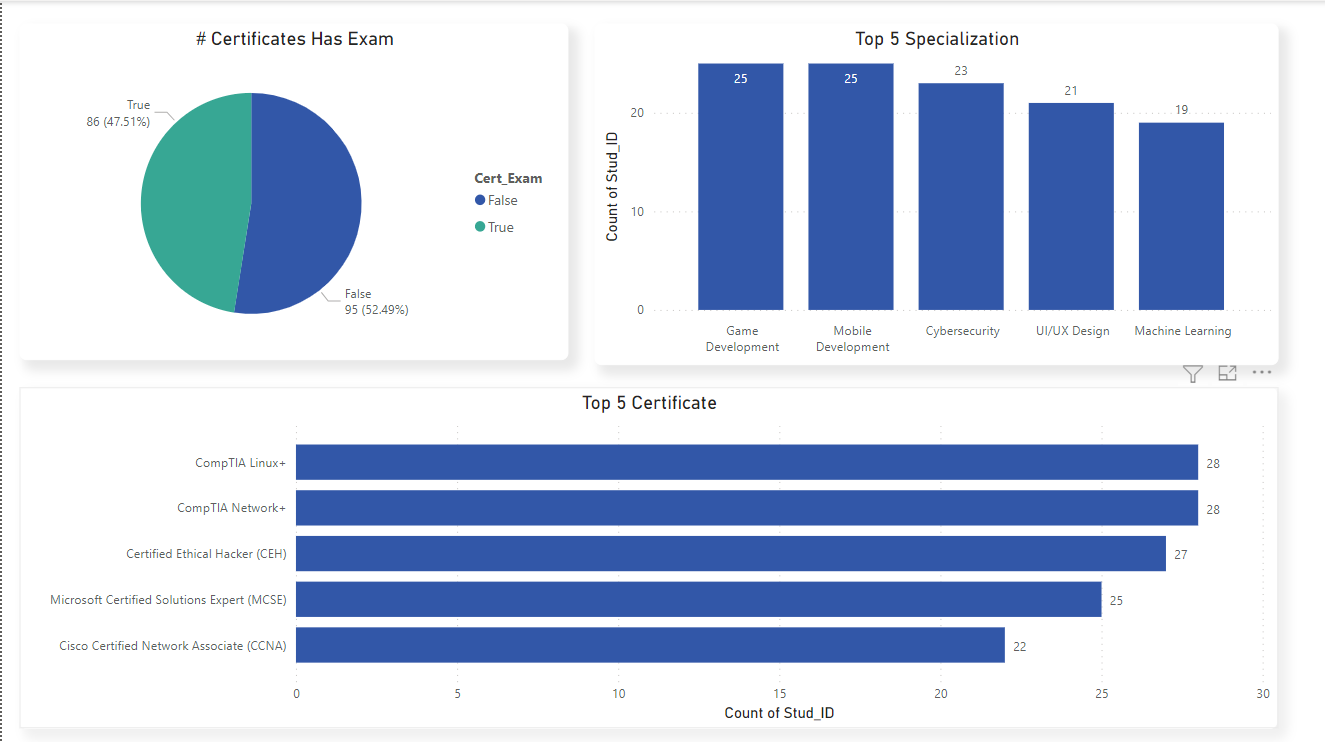 # Certificates Has Exam
True
86 (47.51%)
False
95 (52.49%)
Cert_Exam
False
True
Top 5 Specialization
Count of Stud_ID
20
10
0
25
25
23
21
19
Game
Development
Mobile
Development
Cybersecurity
UI/UX Design
Machine Learning
Top 5 Certificate
CompTIA Linux+
28
CompTIA Network+
28
Certified Ethical Hacker (CEH)
27
Microsoft Certified Solutions Expert (MCSE)
25
Cisco Certified Network Associate (CCNA)
22
0
5
10
15
20
25
30
Count of Stud_ID